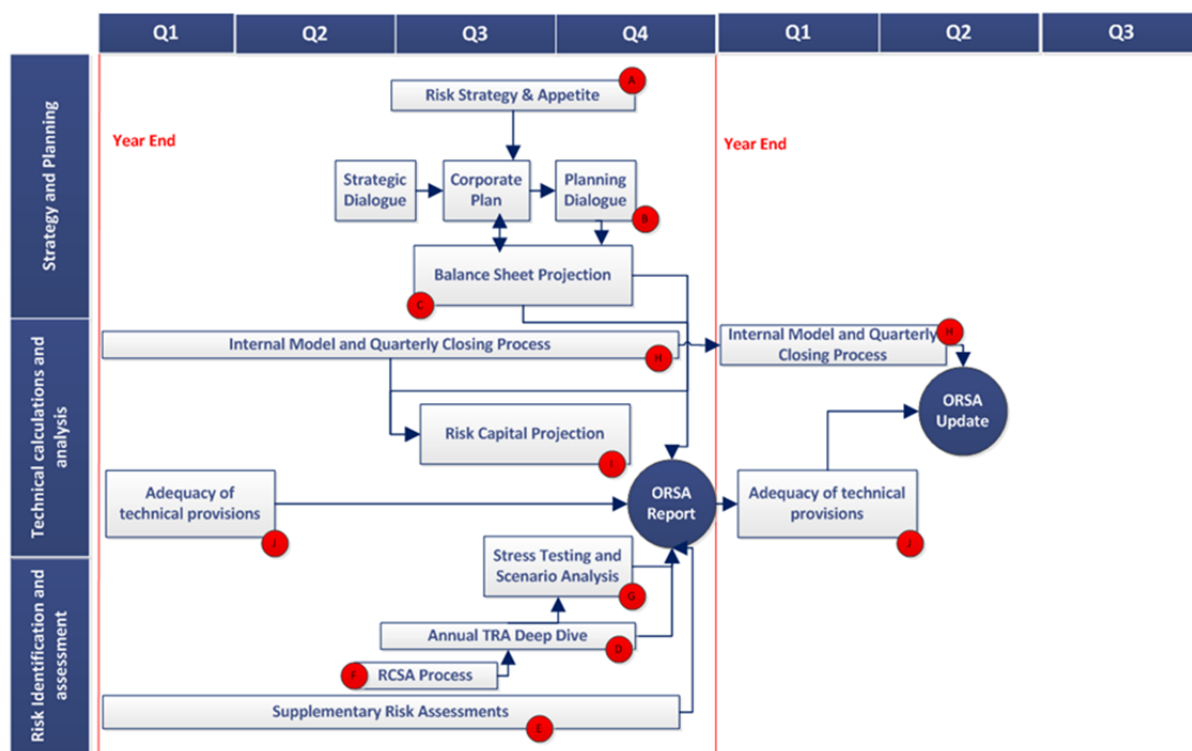 Q1
Q2
Q3
Q4
Q1
Q2
Q3
Strategy and Planning
A
Risk Strategy & Appetite
Year End
Year End
Strategic
Dialogue
Corporate
Plan
Planning
Dialogue
B
Balance Sheet Projection
C
Technical calculations and
analysis
Internal Model and Quarterly Closing Process
H
Internal Model and Quarterly
Closing Process
H
ORSA
Update
Risk Capital Projection
I
Adequacy of
technical provisions
J
ORSA
Report
Adequacy of technical
provisions
J
Risk Identification and
assessment
Stress Testing and
Scenario Analysis
G
Annual TRA Deep Dive
D
F
RCSA Process
Supplementary Risk Assessments
E